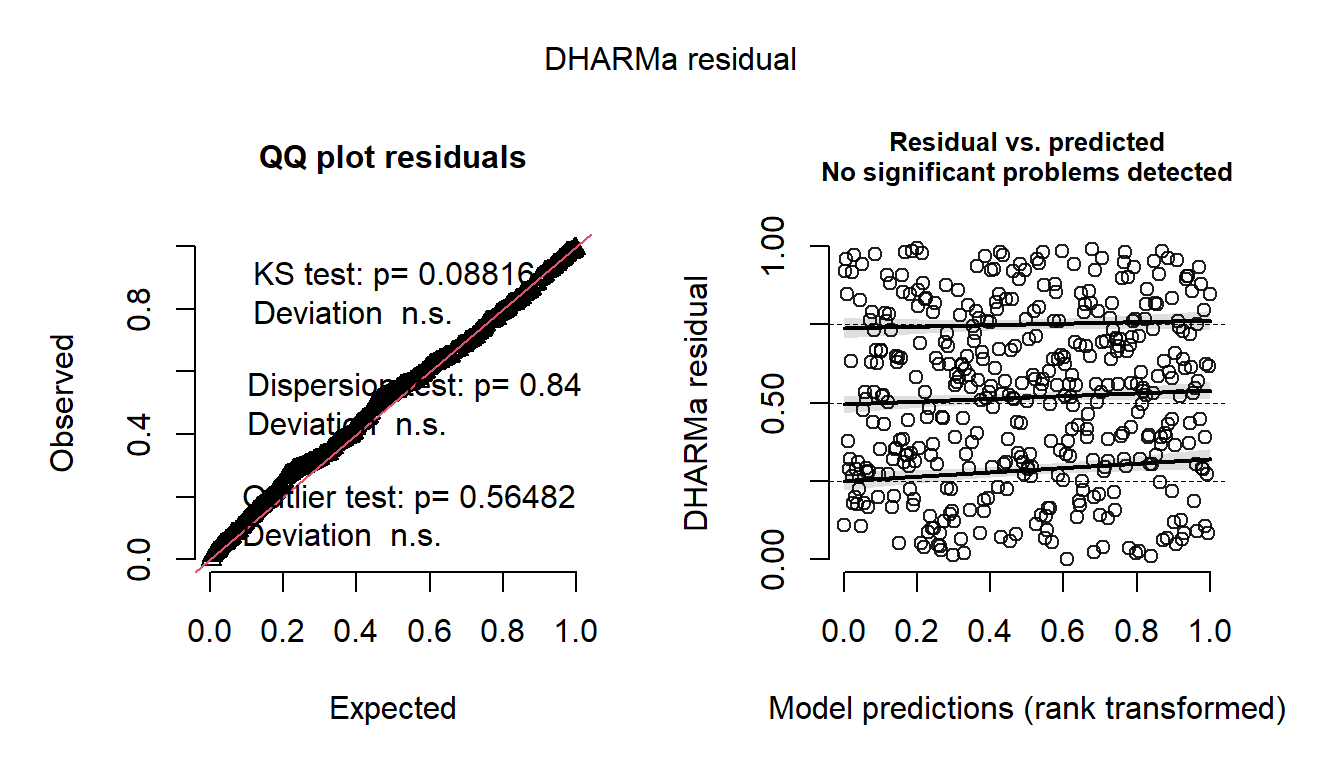 DHARMa residual
QQ plot residuals
KS test: p= 0.08816
Deviation n.s.
Dispersion test: p= 0.84
Deviation n.s.
Outlier test: p= 0.56482
Deviation n.s.
Observed
0.0
0.4
0.8
0.0 0.2 0.4 0.6 0.8 1.0
Expected
Residual vs. predicted
No significant problems detected
DHARMa residual
0.00
0.50
1.00
0.0 0.2 0.4 0.6 0.8 1.0
Model predictions (rank transformed)